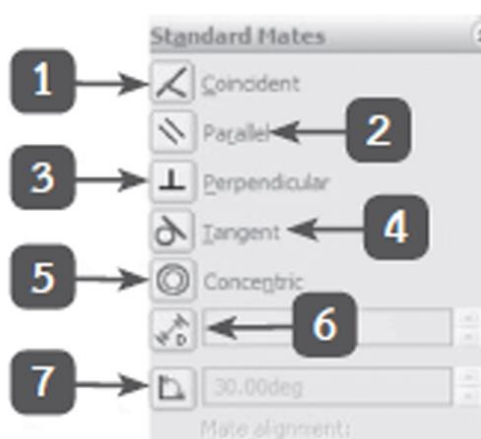 Standard Mates
1 Coincident
Parallel 2
3 Perpendicular
Tangent 4
5 Concentric
D 6
7 30.00deg
Mate alignment: